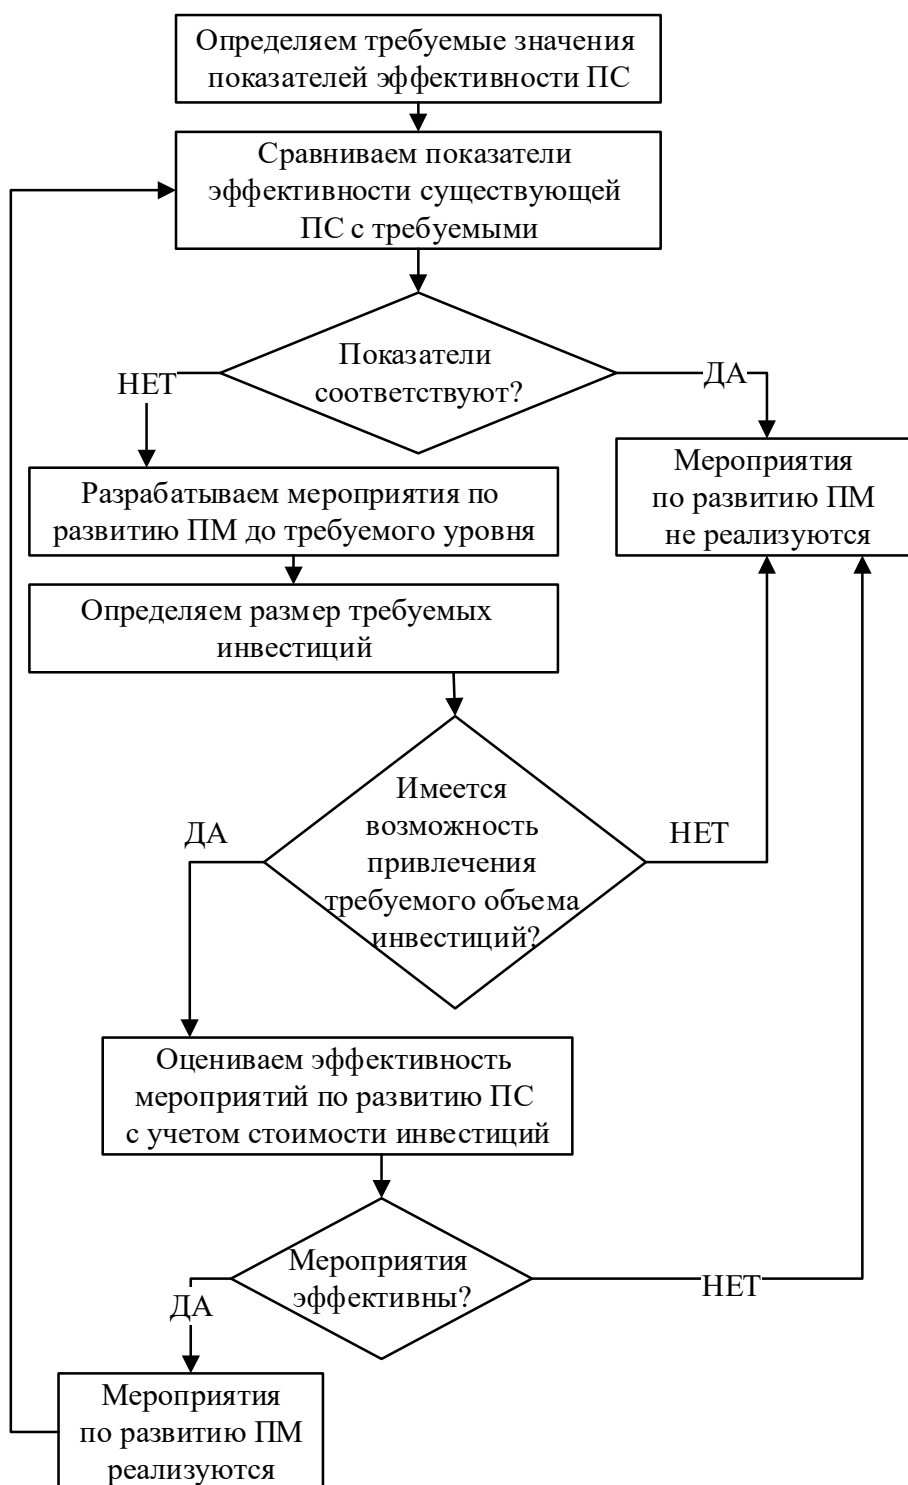 Определяем требуемые значения
показателей эффективности ПС
Сравниваем показатели
эффективности существующей
ПС с требуемыми
Показатели
соответствуют?
НЕТ
ДА
Мероприятия
по развитию ПМ
не реализуются
Разрабатываем мероприятия по
развитию ПМ до требуемого уровня
Определяем размер требуемых
инвестиций
Имеется
возможность
привлечения
требуемого объема
инвестиций?
ДА
НЕТ
Оцениваем эффективность
мероприятий по развитию ПС
с учетом стоимости инвестиций
Мероприятия
эффективны?
ДА
НЕТ
Мероприятия
по развитию ПМ
реализуются